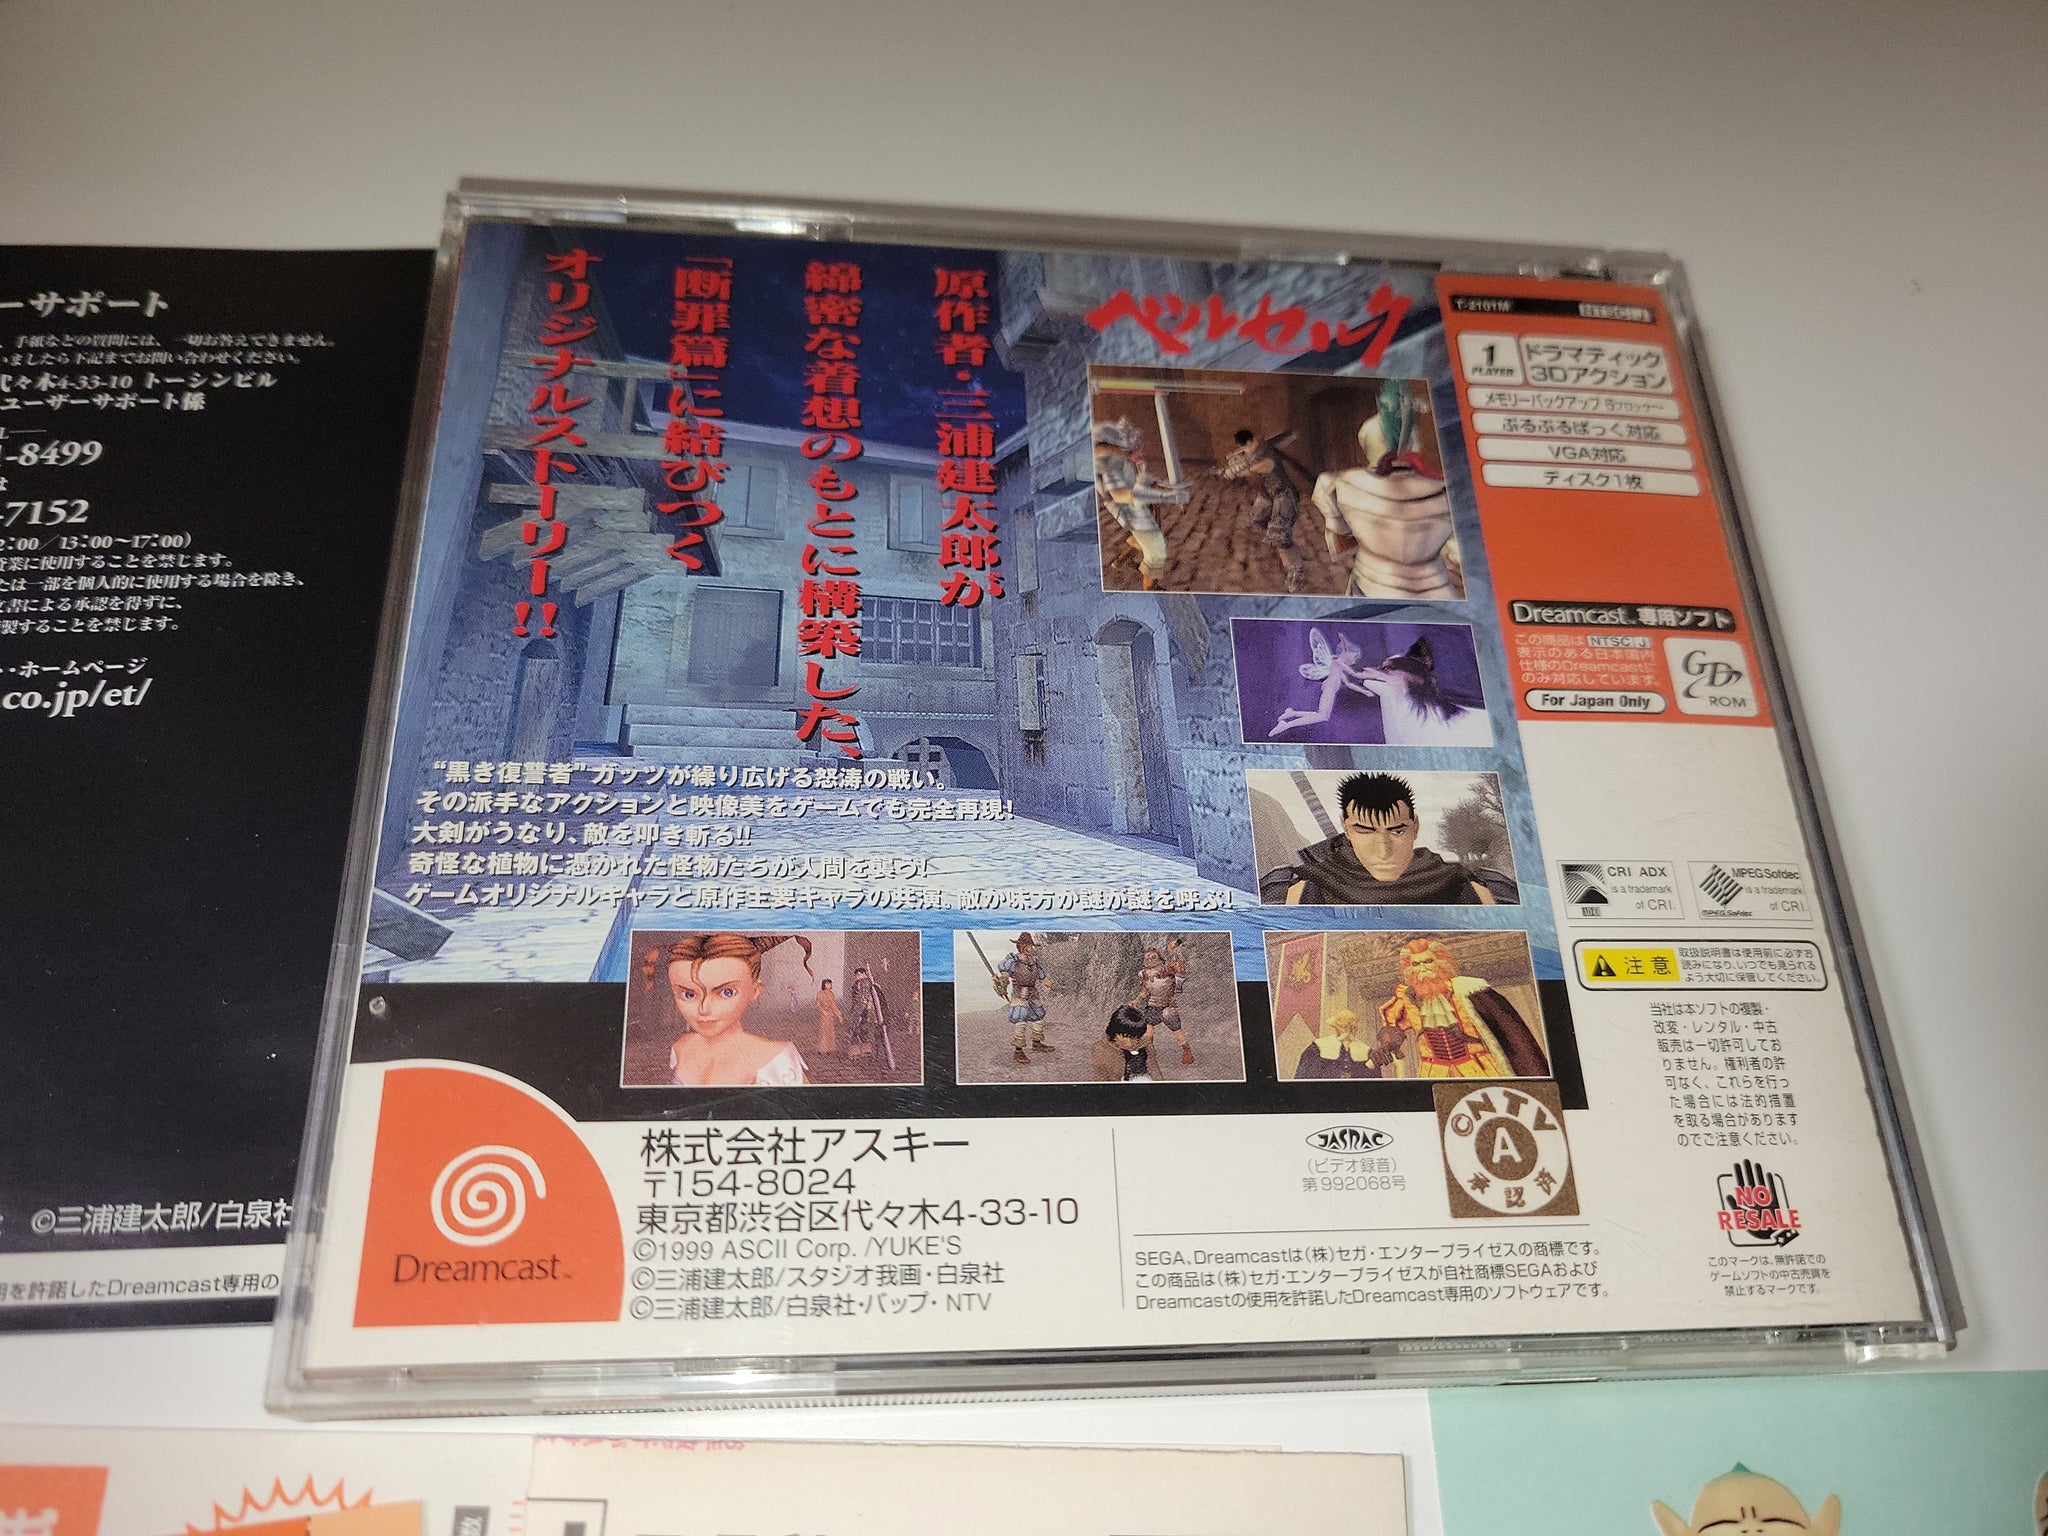 ーサポート
、手紙などの質問には、一切お答えできません。
いましたら下記までお問い合わせください。
代々木4-33-10 トーシンビル
ユーザーサポート係
-8499
-7152
2:00／13:00〜17:00)
営業に使用することを禁じます。
たは一部を個人的に使用する場合を除き、
文書による承認を得ずに、
製することを禁じます。
・ホームページ
.co.jp/et/
©三浦建太郎/白泉社
用を許諾したDreamcast専用の
原作者・三浦建太郎が
綿密な着想のもとに構築した、
「断罪篇」に結びつく
オリジナルストーリー!!
ベルセルク
“黒き復讐者”ガッツが繰り広げる怒涛の戦い。
その派手なアクションと映像美をゲームでも完全再現!
大剣がうなり、敵を叩き斬る!!
奇怪な植物に憑かれた怪物たちが人間を襲う!
ゲームオリジナルキャラと原作主要キャラの共演。敵か味方か謎が謎を呼ぶ!
T-2101M NTSC J
1 PLAYER
ドラマティック
3Dアクション
メモリーバックアップ
ぷるぷるぱっく対応
VGA対応
ディスク1枚
Dreamcast 専用ソフト
この商品は NTSC J
表示のある日本国内
仕様のDreamcastに
のみ対応しています。
For Japan Only
GD ROM
CRI ADX
is a trademark
of CRI.
ADX
MPEG Sofdec
is a trademark
of CRI.
MPEG Sofdec
注意
取扱説明書は使用前に必ずお
読みになり、いつでも見られる
よう大切に保管してください。
当社は本ソフトの複製・
改変・レンタル・中古
販売は一切許可してお
りません。権利者の許
可なく、これらを行っ
た場合には法的措置
を取る場合があります
のでご注意ください。
NO
RESALE
このマークは、無許諾での
ゲームソフトの中古売買を
禁止するマークです。
Dreamcast™
株式会社アスキー
〒154-8024
東京都渋谷区代々木4-33-10
©1999 ASCII Corp. /YUKE'S
©三浦建太郎/スタジオ我画・白泉社
©三浦建太郎/白泉社・バップ・NTV
JASRAC
(ビデオ録音)
第992068号
©NTV
A
承認済
SEGA、Dreamcastは(株)セガ・エンタープライゼスの商標です。
この商品は(株)セガ・エンタープライゼスが自社商標SEGAおよび
Dreamcastの使用を許諾したDreamcast専用のソフトウェアです。